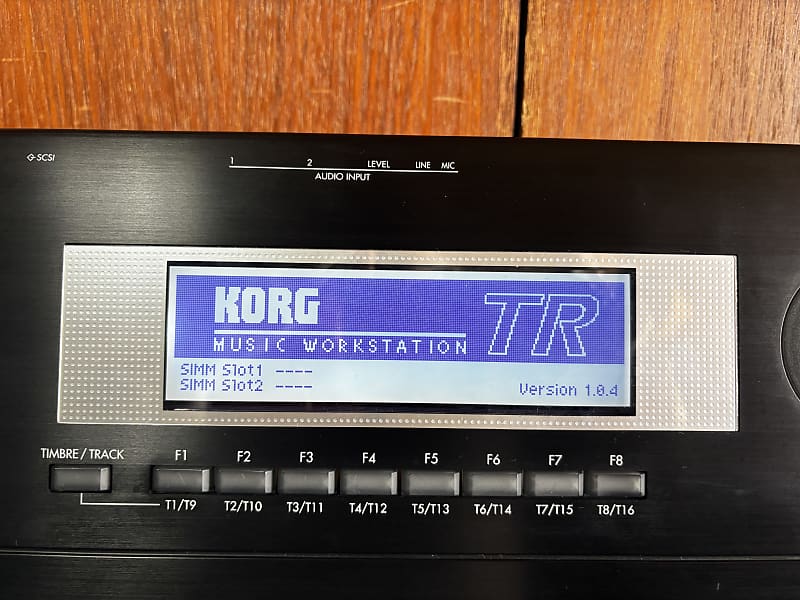 SCSI
1 2 LEVEL LINE MIC
AUDIO INPUT
KORG
MUSIC WORKSTATION
TR
SIMM Slot1 ----
SIMM Slot2 ----
Version 1.0.4
TIMBRE / TRACK F1 F2 F3 F4 F5 F6 F7 F8
T1/T9 T2/T10 T3/T11 T4/T12 T5/T13 T6/T14 T7/T15 T8/T16